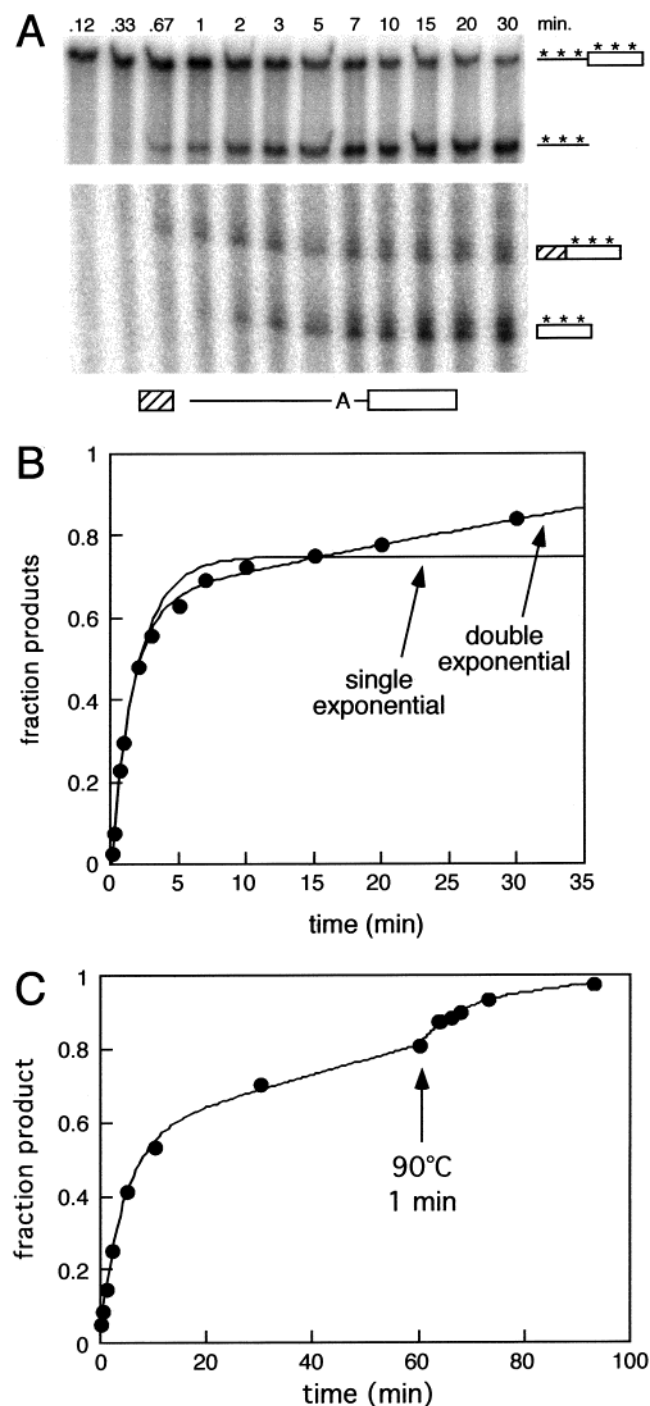 A
.12 .33 .67 1 2 3 5 7 10 15 20 30 min.
* * *
* * *
* * *
* * *
* * *
A
B
1
0.8
0.6
0.4
0.2
0
fraction products
single
exponential
double
exponential
0 5 10 15 20 25 30 35
time (min)
C
1
0.8
0.6
0.4
0.2
0
fraction product
90°C
1 min
0 20 40 60 80 100
time (min)